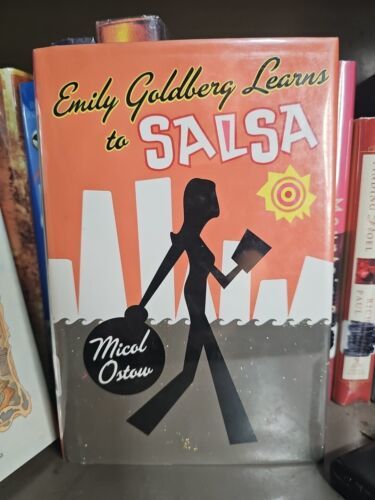 Emily Goldberg Learns
to SALSA
Micol
Ostow